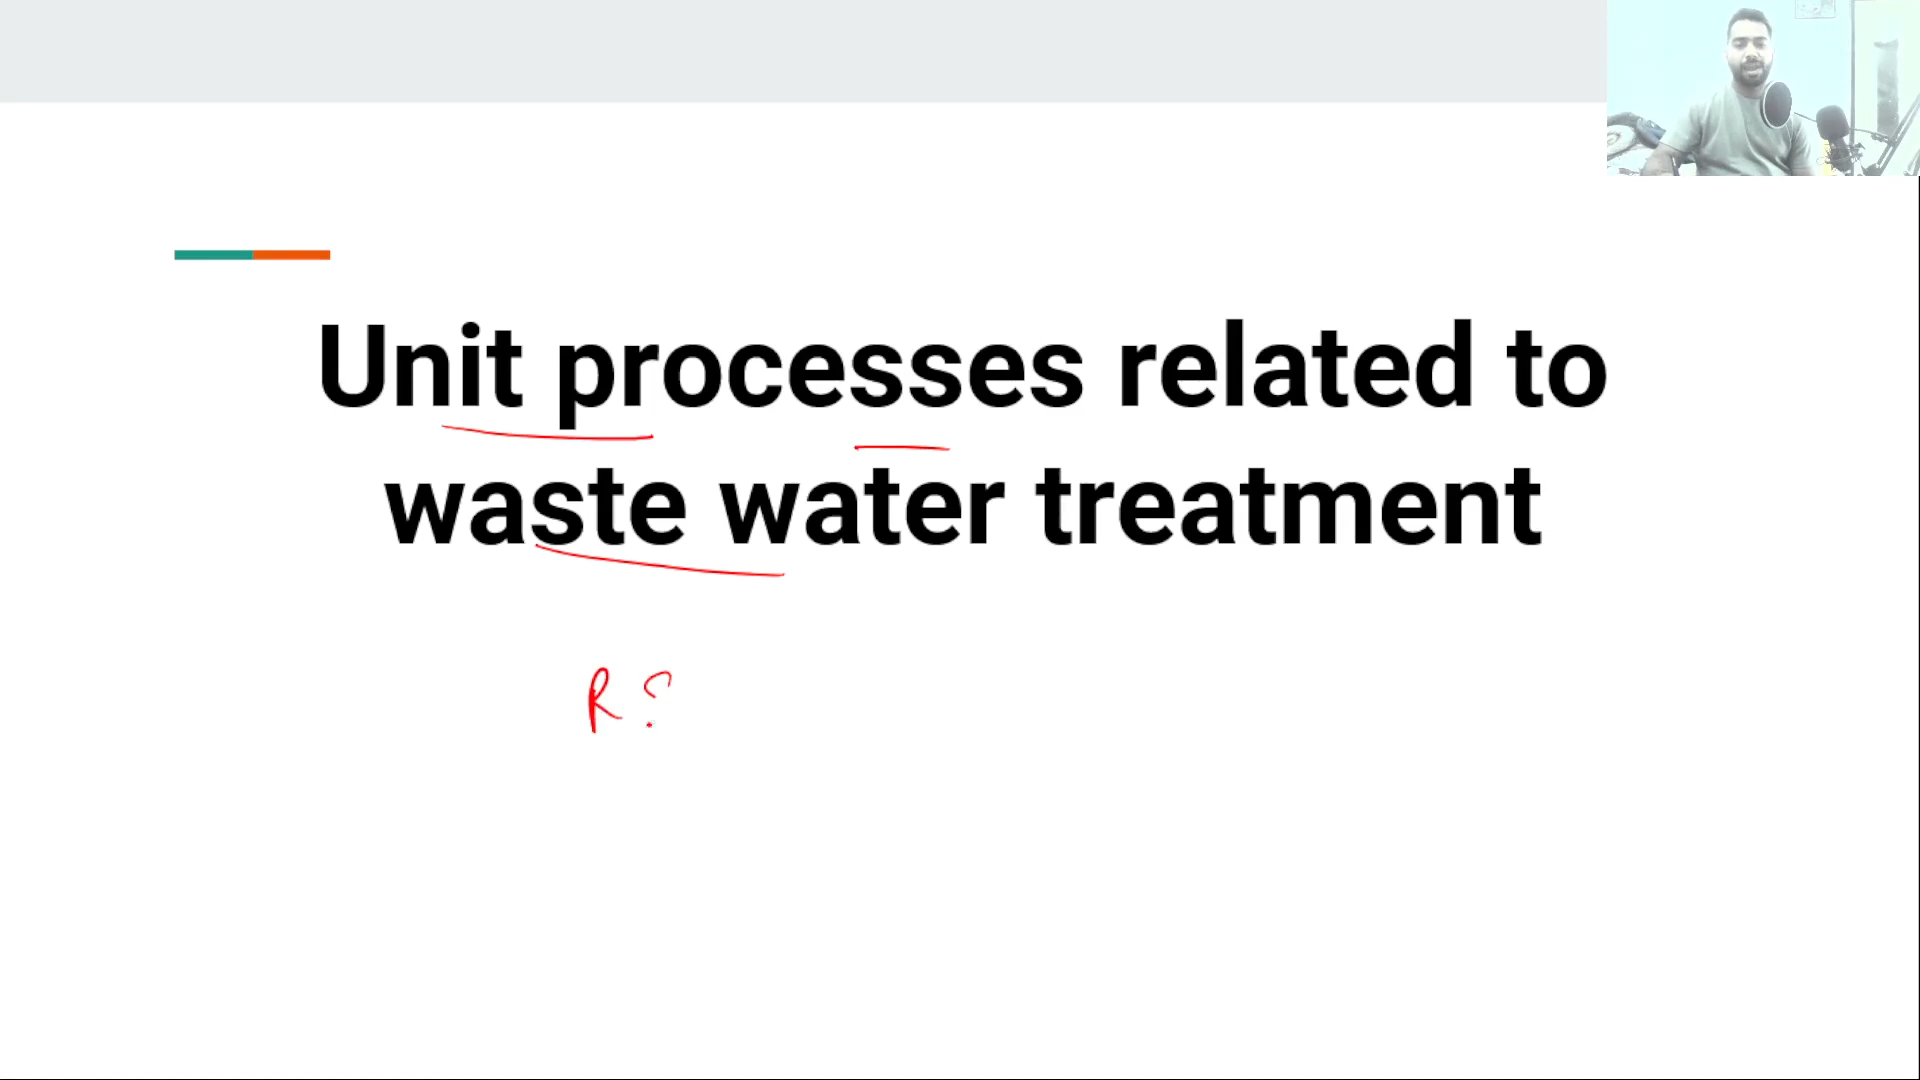 Unit processes related to
waste water treatment
R ?